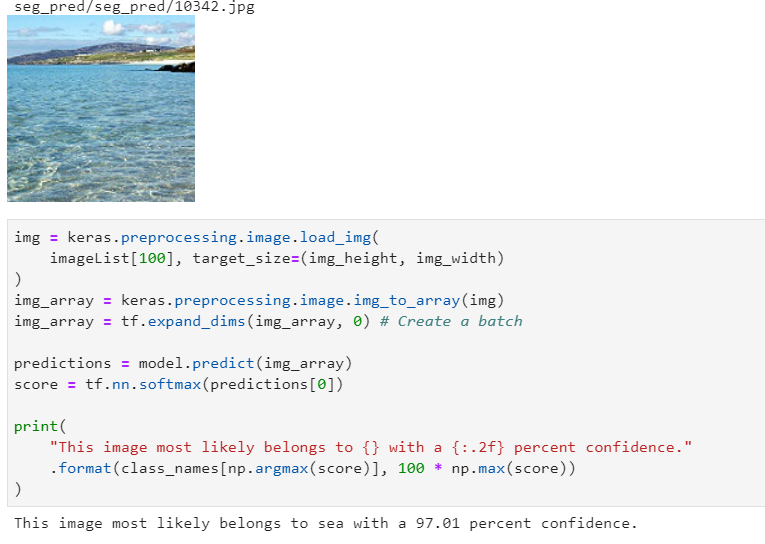 seg_pred/seg_pred/10342.jpg
img = keras.preprocessing.image.load_img(
    imageList[100], target_size=(img_height, img_width)
)
img_array = keras.preprocessing.image.img_to_array(img)
img_array = tf.expand_dims(img_array, 0) # Create a batch
predictions = model.predict(img_array)
score = tf.nn.softmax(predictions[0])
print(
    "This image most likely belongs to {} with a {:.2f} percent confidence."
    .format(class_names[np.argmax(score)], 100 * np.max(score))
)
This image most likely belongs to sea with a 97.01 percent confidence.